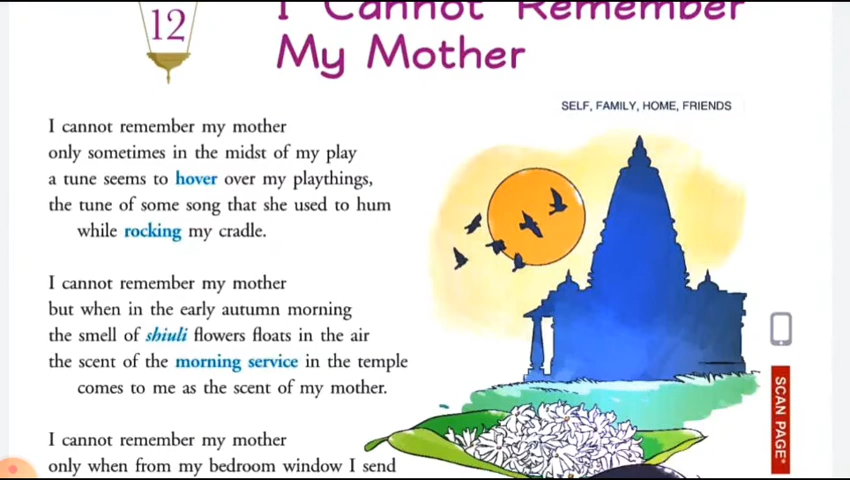 12
I Cannot Remember
My Mother
SELF, FAMILY, HOME, FRIENDS
I cannot remember my mother
only sometimes in the midst of my play
a tune seems to hover over my playthings,
the tune of some song that she used to hum
while rocking my cradle.
I cannot remember my mother
but when in the early autumn morning
the smell of shiuli flowers floats in the air
the scent of the morning service in the temple
comes to me as the scent of my mother.
I cannot remember my mother
only when from my bedroom window I send
SCAN PAGE*